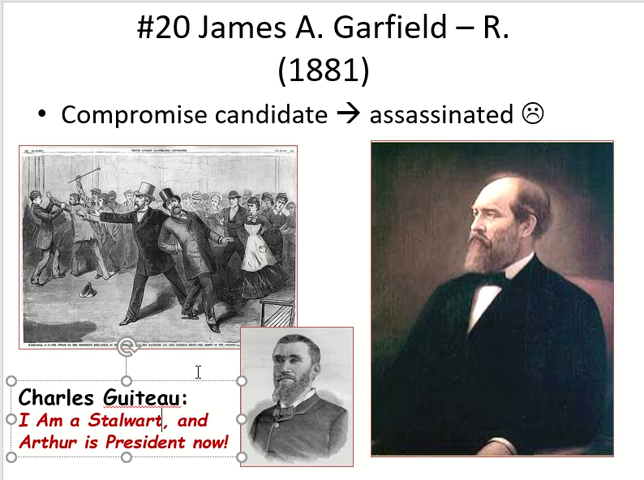 #20 James A. Garfield – R.
(1881)
• Compromise candidate → assassinated ☹
Charles Guiteau:
I Am a Stalwart, and
Arthur is President now!